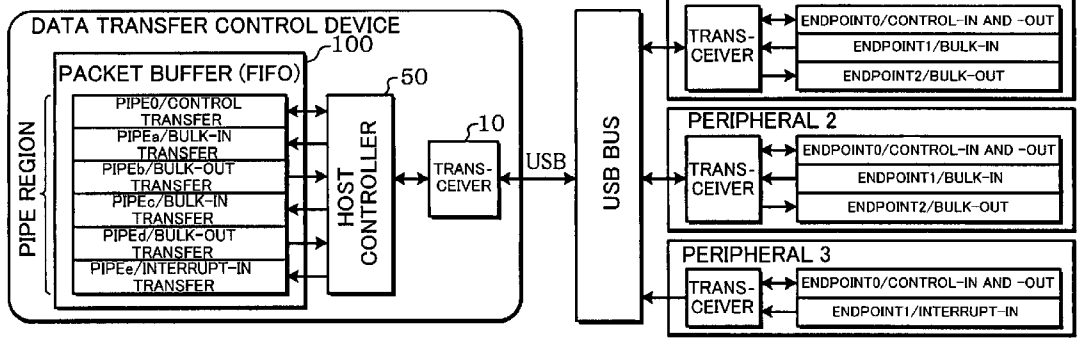 DATA TRANSFER CONTROL DEVICE
100
PACKET BUFFER (FIFO)
50
PIPE REGION
PIPE0/CONTROL
TRANSFER
PIPEa/BULK-IN
TRANSFER
PIPEb/BULK-OUT
TRANSFER
PIPEc/BULK-IN
TRANSFER
PIPEd/BULK-OUT
TRANSFER
PIPEe/INTERRUPT-IN
TRANSFER
HOST
CONTROLLER
10
TRANS-
CEIVER
USB
USB BUS
TRANS-
CEIVER
ENDPOINT0/CONTROL-IN AND -OUT
ENDPOINT1/BULK-IN
ENDPOINT2/BULK-OUT
PERIPHERAL 2
TRANS-
CEIVER
ENDPOINT0/CONTROL-IN AND -OUT
ENDPOINT1/BULK-IN
ENDPOINT2/BULK-OUT
PERIPHERAL 3
TRANS-
CEIVER
ENDPOINT0/CONTROL-IN AND -OUT
ENDPOINT1/INTERRUPT-IN